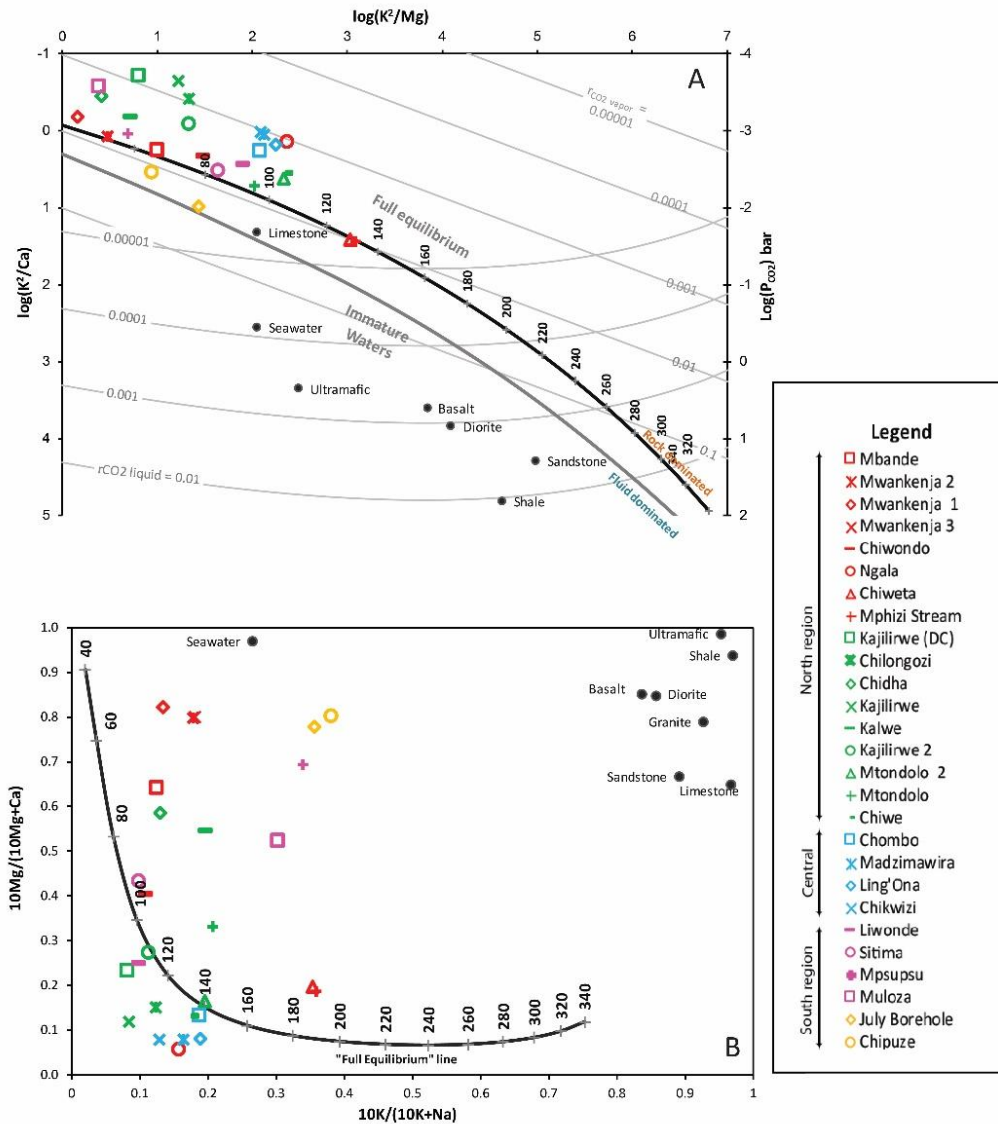 log(K²/Mg)
0 1 2 3 4 5 6 7
-1 -4
A
rCO2 vapor =
0.00001
0 -3
80
0.0001
100
Full equilibrium
120
1 -2
Limestone
140
0.00001
160
0.001
180
log(K²/Ca)
Log(PCO2) bar
2 -1
200
Immature
Waters
0.0001
Seawater
220
3 0
240
0.01
Ultramafic
260
0.001
Basalt
280
Diorite
4 1
300
320
340
0.1
Rock dominated
Sandstone
rCO2 liquid = 0.01
Shale
Fluid dominated
5 2
1.0
Seawater
Ultramafic
40
Shale
0.9
Basalt
Diorite
60
0.8
Granite
0.7
Sandstone
Limestone
0.6
80
10Mg/(10Mg+Ca)
0.5
0.4
100
0.3
120
0.2
140 160 180 200 220 240 260 280 300 320 340
0.1
"Full Equilibrium" line
B
0.0
0 0.1 0.2 0.3 0.4 0.5 0.6 0.7 0.8 0.9 1
10K/(10K+Na)
Legend
North region
Mbande
Mwankenja 2
Mwankenja 1
Mwankenja 3
Chiwondo
Ngala
Chiweta
Mphizi Stream
Kajilirwe (DC)
Chilongozi
Chidha
Kajilirwe
Kalwe
Kajilirwe 2
Mtondolo 2
Mtondolo
Chiwe
Central
Chombo
Madzimawira
Ling'Ona
Chikwizi
South region
Liwonde
Sitima
Mpsupsu
Muloza
July Borehole
Chipuze